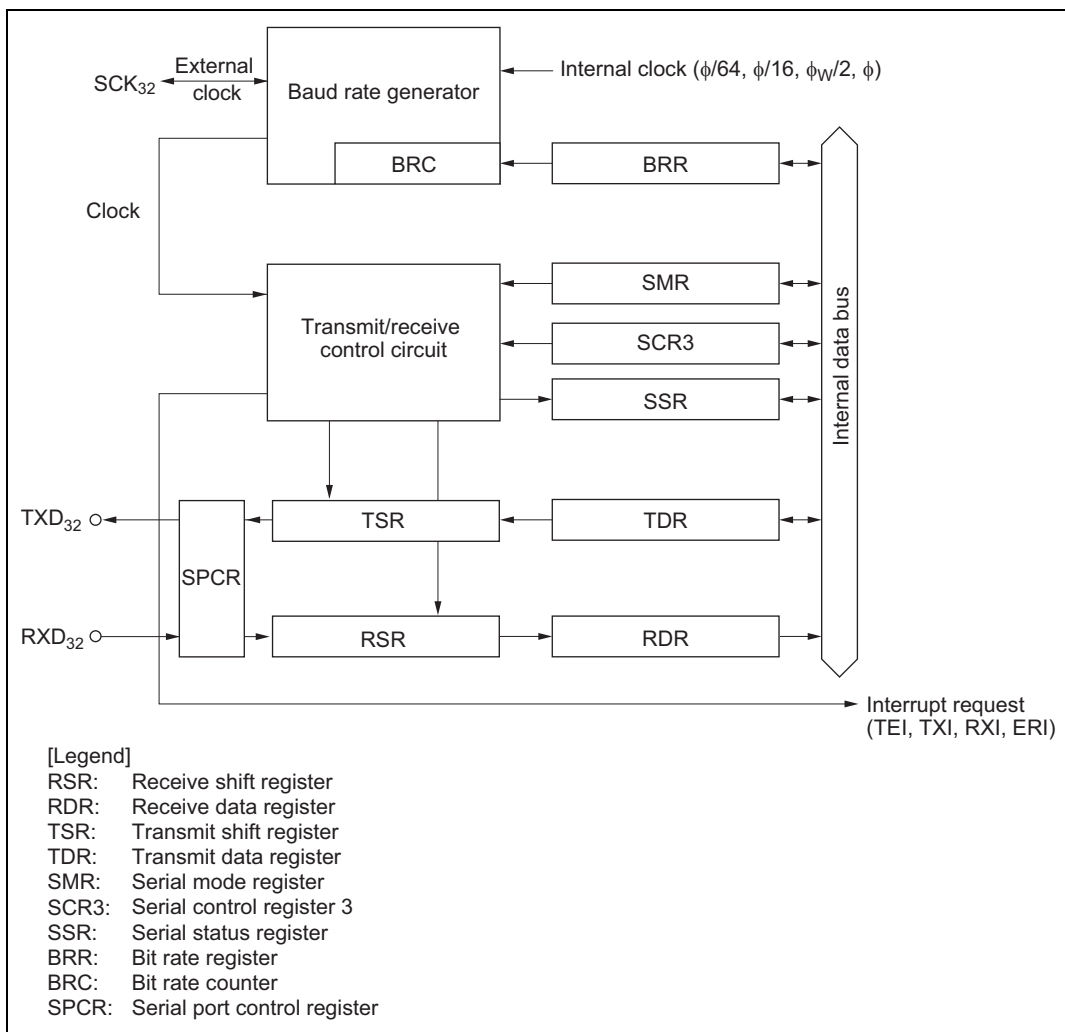 SCK32
External
clock
Baud rate generator
Internal clock (ϕ/64, ϕ/16, ϕW/2, ϕ)
BRC
BRR
Clock
Transmit/receive
control circuit
SMR
SCR3
SSR
Internal data bus
TXD32
SPCR
TSR
TDR
RXD32
RSR
RDR
Interrupt request
(TEI, TXI, RXI, ERI)
[Legend]
RSR: Receive shift register
RDR: Receive data register
TSR: Transmit shift register
TDR: Transmit data register
SMR: Serial mode register
SCR3: Serial control register 3
SSR: Serial status register
BRR: Bit rate register
BRC: Bit rate counter
SPCR: Serial port control register